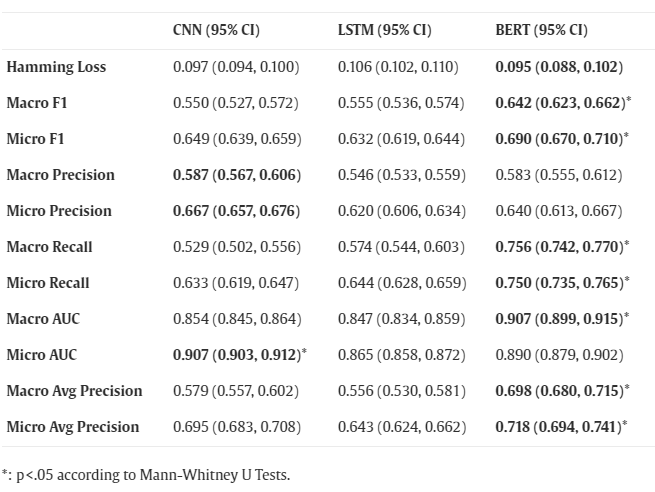 CNN (95% CI) LSTM (95% CI) BERT (95% CI)
Hamming Loss 0.097 (0.094, 0.100) 0.106 (0.102, 0.110) 0.095 (0.088, 0.102)
Macro F1 0.550 (0.527, 0.572) 0.555 (0.536, 0.574) 0.642 (0.623, 0.662)*
Micro F1 0.649 (0.639, 0.659) 0.632 (0.619, 0.644) 0.690 (0.670, 0.710)*
Macro Precision 0.587 (0.567, 0.606) 0.546 (0.533, 0.559) 0.583 (0.555, 0.612)
Micro Precision 0.667 (0.657, 0.676) 0.620 (0.606, 0.634) 0.640 (0.613, 0.667)
Macro Recall 0.529 (0.502, 0.556) 0.574 (0.544, 0.603) 0.756 (0.742, 0.770)*
Micro Recall 0.633 (0.619, 0.647) 0.644 (0.628, 0.659) 0.750 (0.735, 0.765)*
Macro AUC 0.854 (0.845, 0.864) 0.847 (0.834, 0.859) 0.907 (0.899, 0.915)*
Micro AUC 0.907 (0.903, 0.912)* 0.865 (0.858, 0.872) 0.890 (0.879, 0.902)
Macro Avg Precision 0.579 (0.557, 0.602) 0.556 (0.530, 0.581) 0.698 (0.680, 0.715)*
Micro Avg Precision 0.695 (0.683, 0.708) 0.643 (0.624, 0.662) 0.718 (0.694, 0.741)*
*: p<.05 according to Mann-Whitney U Tests.